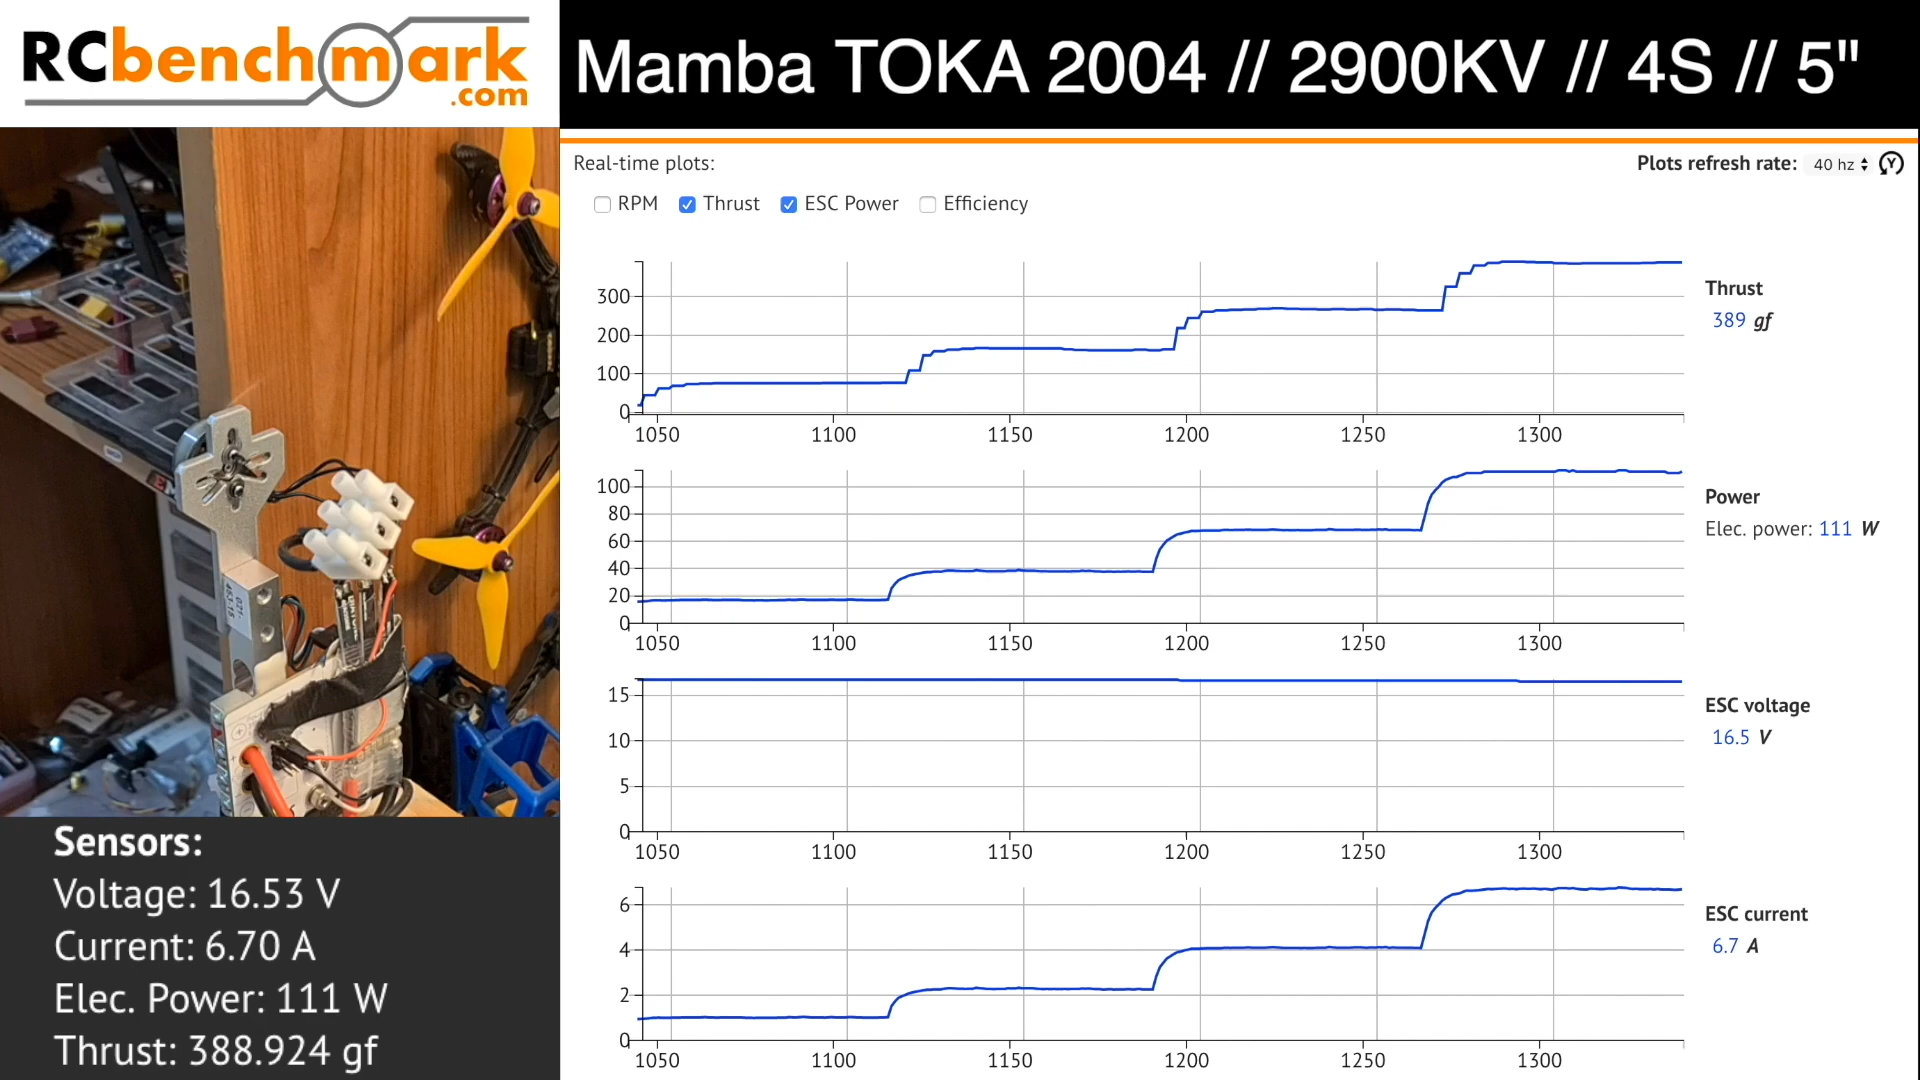 RCbenchmark
.com
Mamba TOKA 2004 // 2900KV // 4S // 5"
Real-time plots:
Plots refresh rate: 40 hz
RPM Thrust ESC Power Efficiency
300
200
100
0
1050 1100 1150 1200 1250 1300
Thrust
389 gf
100
80
60
40
20
0
1050 1100 1150 1200 1250 1300
Power
Elec. power: 111 W
15
10
5
0
1050 1100 1150 1200 1250 1300
ESC voltage
16.5 V
6
4
2
0
1050 1100 1150 1200 1250 1300
ESC current
6.7 A
Sensors:
Voltage: 16.53 V
Current: 6.70 A
Elec. Power: 111 W
Thrust: 388.924 gf